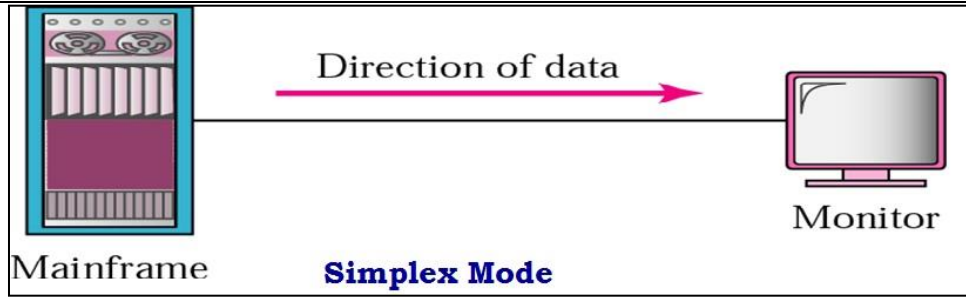 Direction of data
Monitor
Mainframe
Simplex Mode